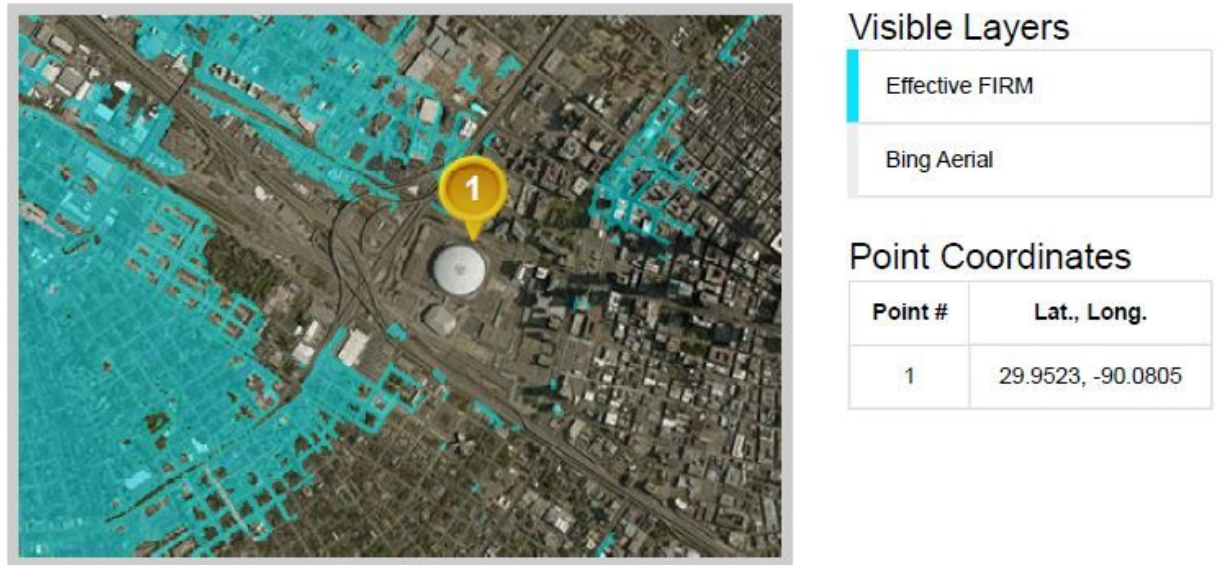 Visible Layers
Effective FIRM
Bing Aerial
1
Point Coordinates
Point # Lat., Long.
1 29.9523, -90.0805